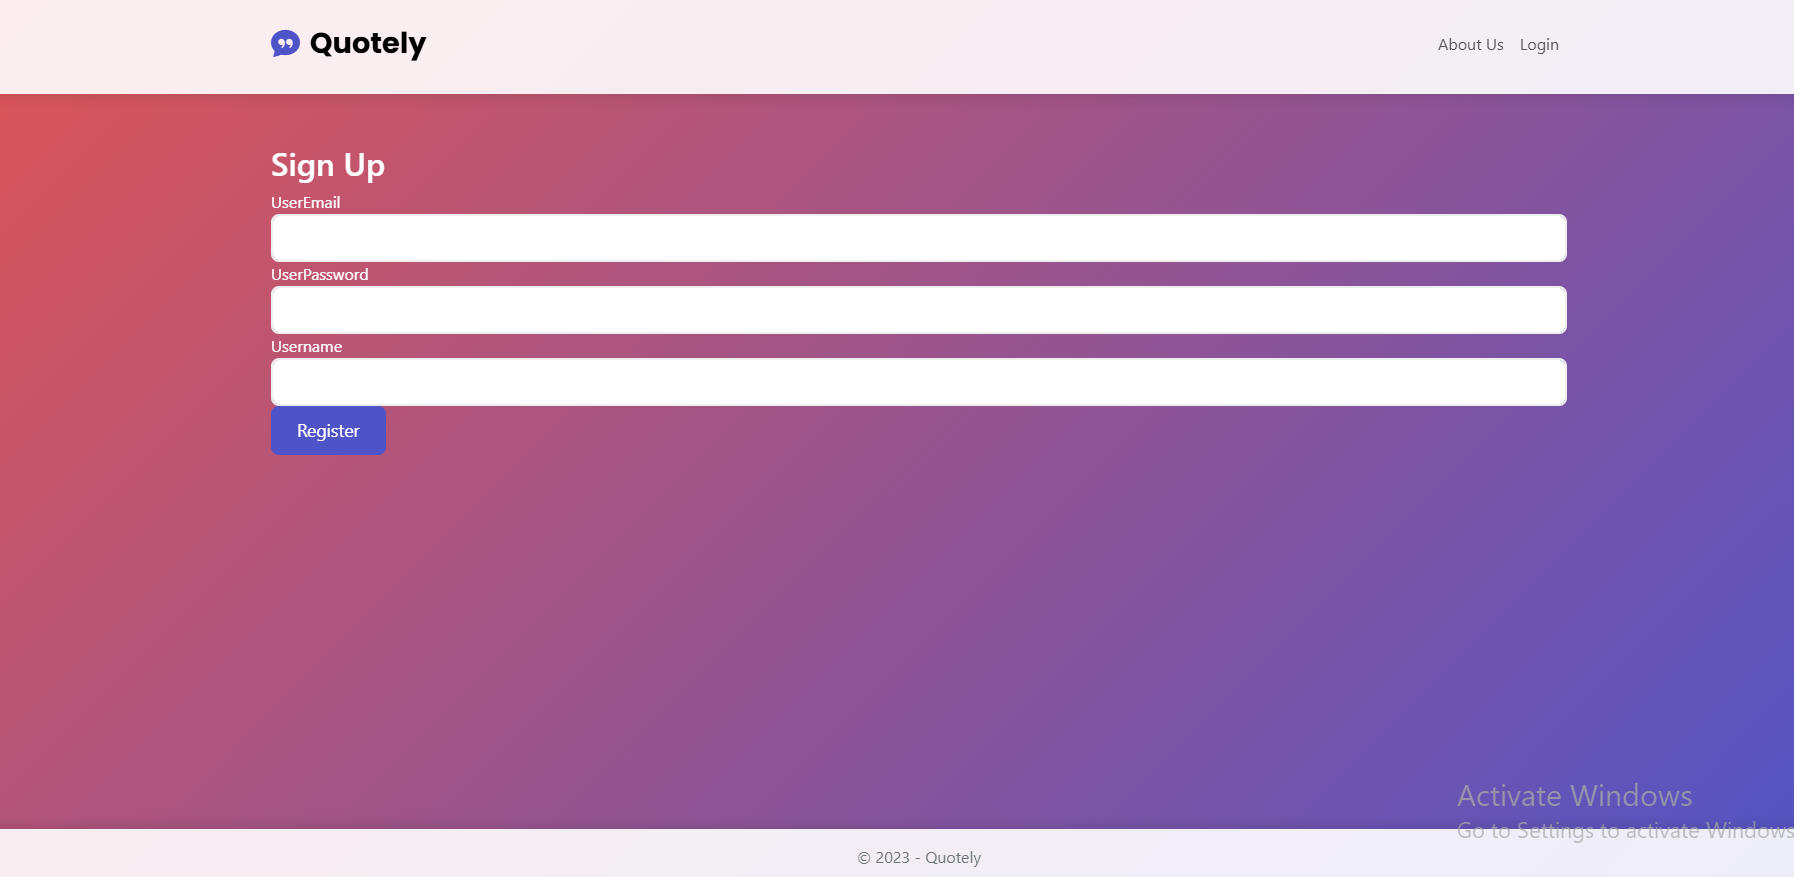 Quotely
About Us
Login
Sign Up
UserEmail
UserPassword
Username
Register
Activate Windows
Go to Settings to activate Windows
© 2023 - Quotely